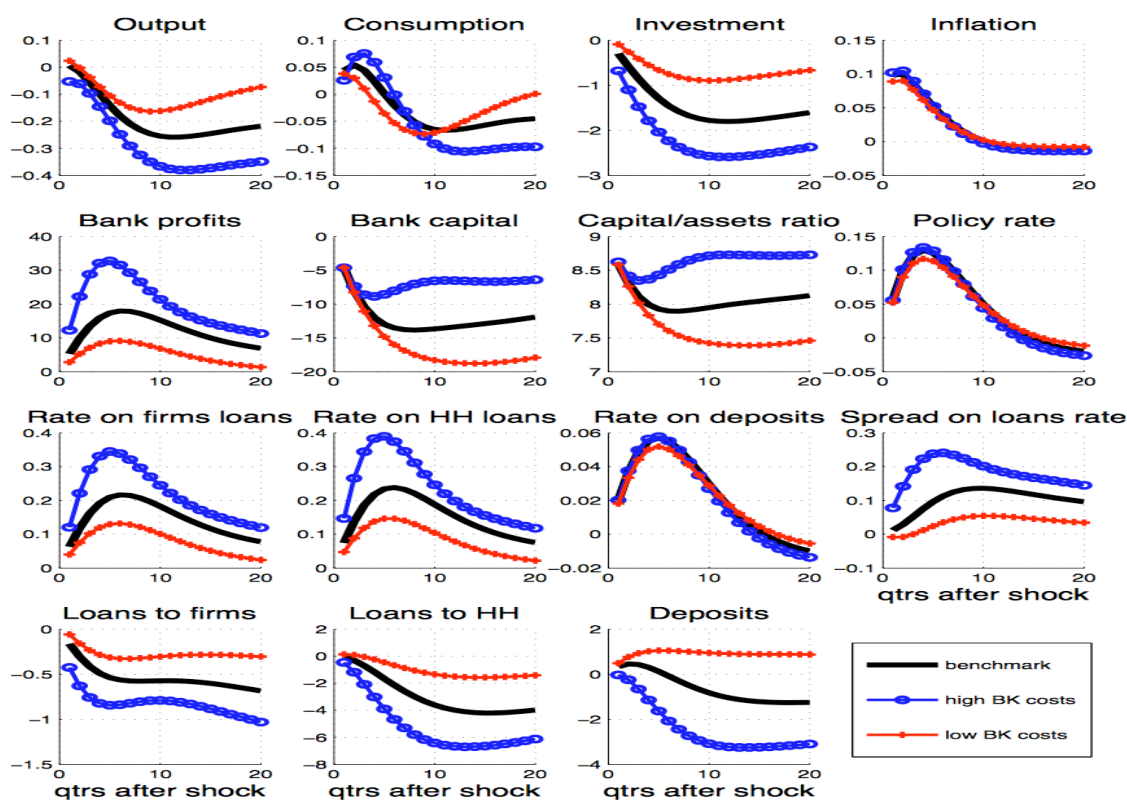 Output Consumption Investment Inflation
0.1 0.1 0 0.15
0 0.05 0.1
-1
-0.1 0 0.05
-0.2 -0.05 -2 0
-0.3 -0.1
-0.4 -0.15 -3 -0.05
0 10 20 0 10 20 0 10 20 0 10 20
Bank profits Bank capital Capital/assets ratio Policy rate
40 0 9 0.15
30 -5 8.5 0.1
20 -10 8 0.05
10 -15 7.5 0
0 -20 7 -0.05
0 10 20 0 10 20 0 10 20 0 10 20
Rate on firms loans Rate on HH loans Rate on deposits Spread on loans rate
0.4 0.4 0.06 0.3
0.3 0.3 0.04 0.2
0.2 0.2 0.02 0.1
0.1 0.1 0 0
0 0 -0.02 -0.1
0 10 20 0 10 20 0 10 20 0 10 20
qtrs after shock
Loans to firms Loans to HH Deposits
0 2 2
0
-0.5 -2 0
-1 -4 -2
-6
-1.5 -8 -4
0 10 20 0 10 20 0 10 20
qtrs after shock qtrs after shock qtrs after shock
benchmark
high BK costs
low BK costs